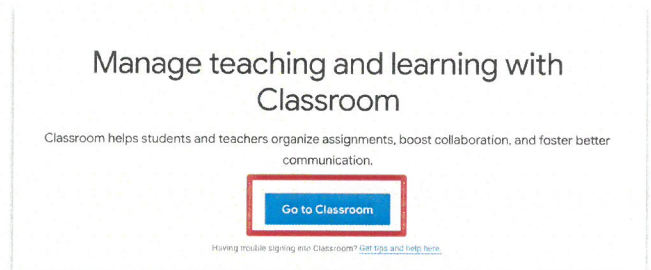 Manage teaching and learning with
Classroom
Classroom helps students and teachers organize assignments, boost collaboration, and foster better
communication.
Go to Classroom
Having trouble signing into Classroom? Get tips and help here.